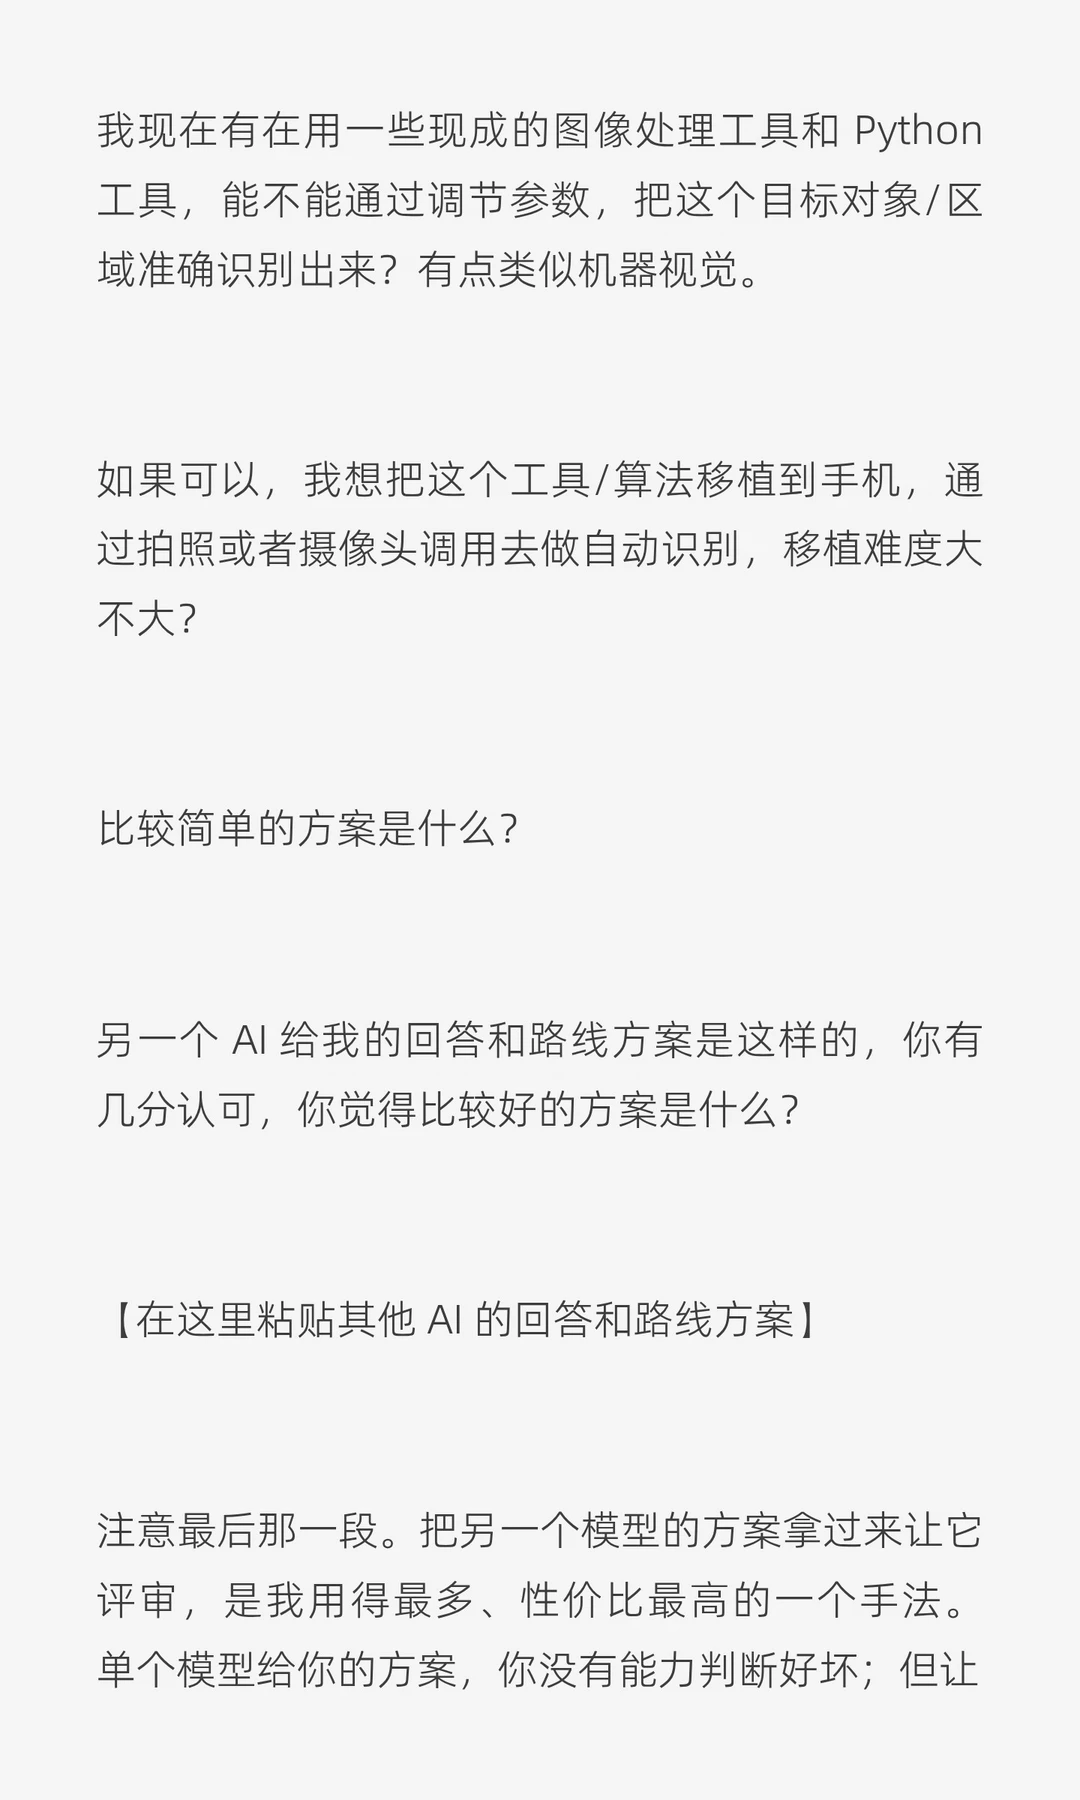 我现在有在用一些现成的图像处理工具和 Python
工具，能不能通过调节参数，把这个目标对象/区
域准确识别出来？有点类似机器视觉。
如果可以，我想把这个工具/算法移植到手机，通
过拍照或者摄像头调用去做自动识别，移植难度大
不大？
比较简单的方案是什么？
另一个 AI 给我的回答和路线方案是这样的，你有
几分认可，你觉得比较好的方案是什么？
【在这里粘贴其他 AI 的回答和路线方案】
注意最后那一段。把另一个模型的方案拿过来让它
评审，是我用得最多、性价比最高的一个手法。
单个模型给你的方案，你没有能力判断好坏；但让